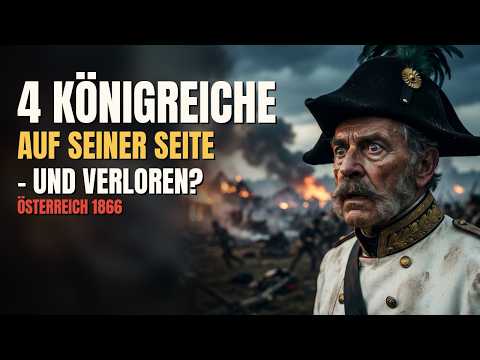 4 KÖNIGREICHE
AUF SEINER SEITE
- UND VERLOREN?
ÖSTERREICH 1866